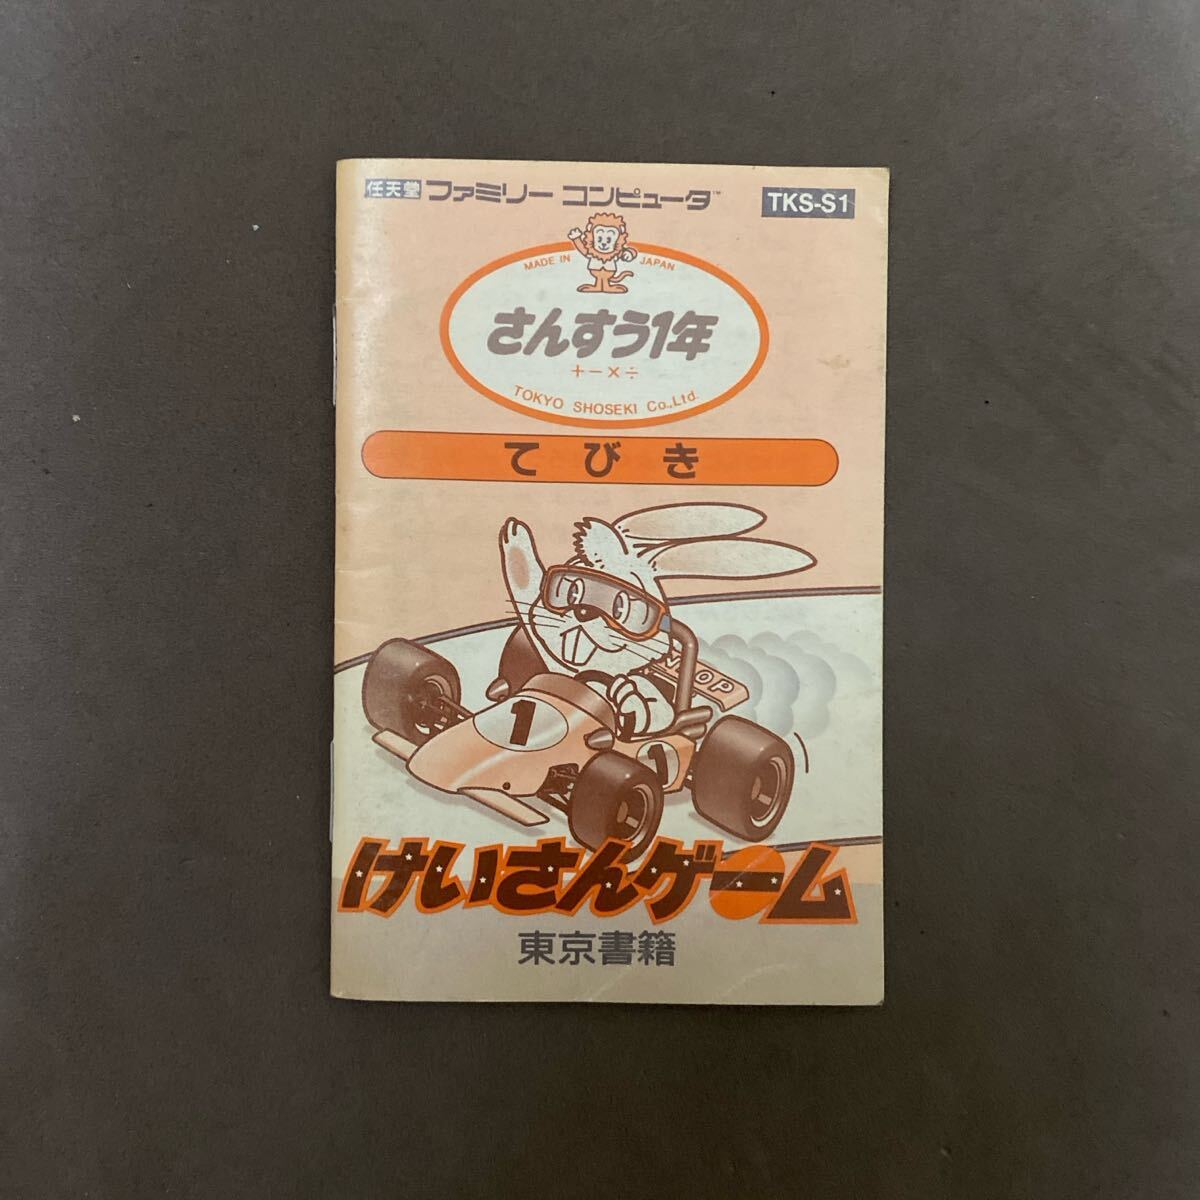 任天堂 ファミリーコンピュータ™ TKS-S1
MADE IN JAPAN
さんすう1年
+-×÷
TOKYO SHOSEKI Co.,Ltd.
てびき
1
1
けいさんゲーム
東京書籍